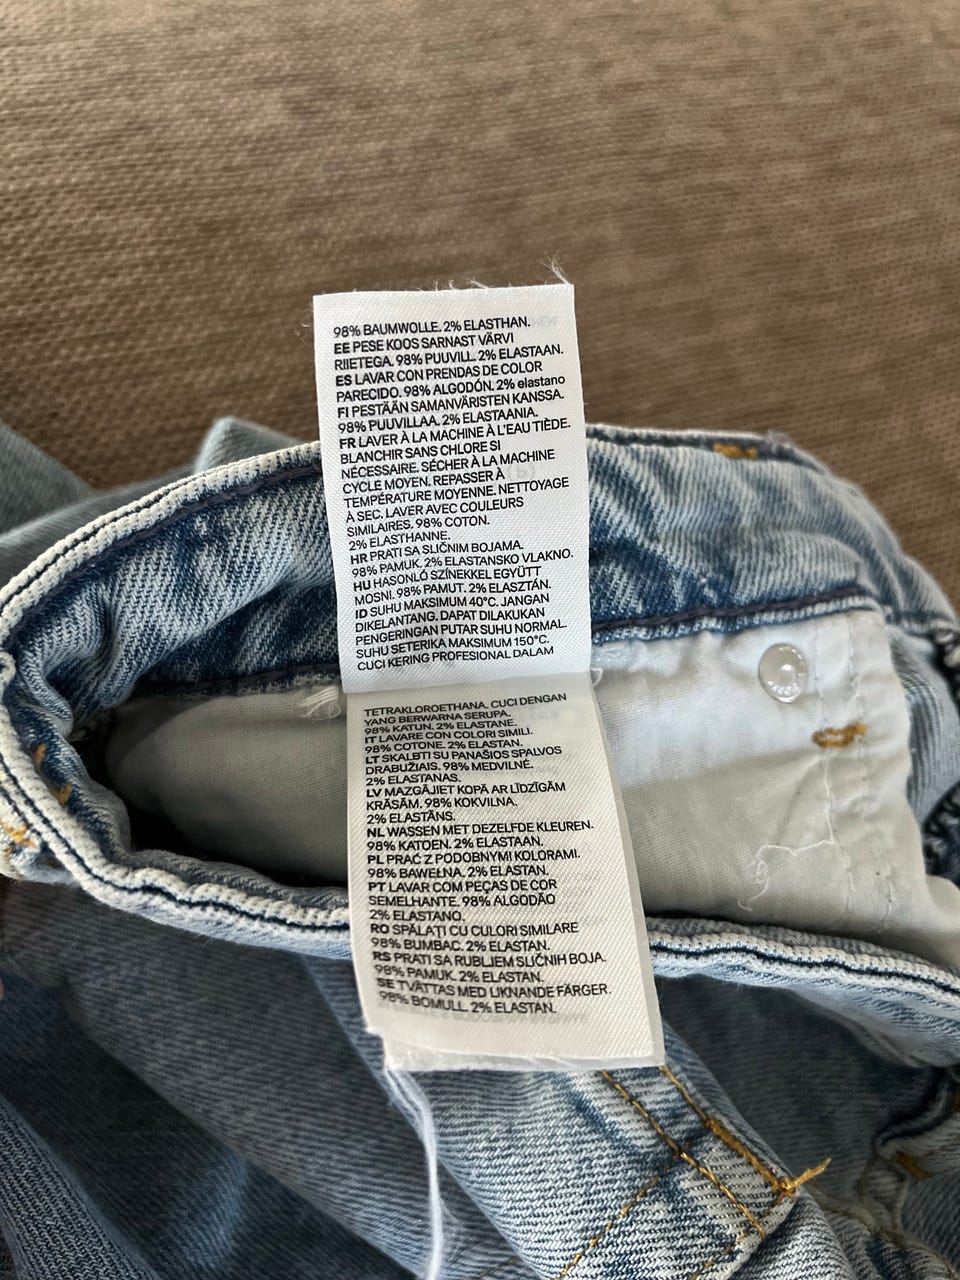 98% BAUMWOLLE. 2% ELASTHAN.
EE PESE KOOS SARNAST VÄRVI
RIIETEGA. 98% PUUVILL. 2% ELASTAAN.
ES LAVAR CON PRENDAS DE COLOR
PARECIDO. 98% ALGODÓN. 2% elastano
FI PESTÄÄN SAMANVÄRISTEN KANSSA.
98% PUUVILLAA. 2% ELASTAANIA.
FR LAVER À LA MACHINE À L'EAU TIÈDE.
BLANCHIR SANS CHLORE SI
NÉCESSAIRE. SÉCHER À LA MACHINE
CYCLE MOYEN. REPASSER À
TEMPÉRATURE MOYENNE. NETTOYAGE
À SEC. LAVER AVEC COULEURS
SIMILAIRES. 98% COTON.
2% ELASTHANNE.
HR PRATI SA SLIČNIM BOJAMA.
98% PAMUK. 2% ELASTANSKO VLAKNO.
HU HASONLÓ SZÍNEKKEL EGYÜTT
MOSNI. 98% PAMUT. 2% ELASZTÁN.
ID SUHU MAKSIMUM 40°C. JANGAN
DIKELANTANG. DAPAT DILAKUKAN
PENGERINGAN PUTAR SUHU NORMAL.
SUHU SETERIKA MAKSIMUM 150°C.
CUCI KERING PROFESIONAL DALAM
TETRAKLOROETHANA. CUCI DENGAN
YANG BERWARNA SERUPA.
98% KATUN. 2% ELASTANE.
IT LAVARE CON COLORI SIMILI.
98% COTONE. 2% ELASTAN.
LT SKALBTI SU PANAŠIOS SPALVOS
DRABUŽIAIS. 98% MEDVILNĖ.
2% ELASTANAS.
LV MAZGĀJIET KOPĀ AR LĪDZĪGĀM
KRĀSĀM. 98% KOKVILNA.
2% ELASTĀNS.
NL WASSEN MET DEZELFDE KLEUREN.
98% KATOEN. 2% ELASTAAN.
PL PRAĆ Z PODOBNYMI KOLORAMI.
98% BAWEŁNA. 2% ELASTAN.
PT LAVAR COM PEÇAS DE COR
SEMELHANTE. 98% ALGODÃO
2% ELASTANO.
RO SPĂLAȚI CU CULORI SIMILARE
98% BUMBAC. 2% ELASTAN.
RS PRATI SA RUBLJEM SLIČNIH BOJA.
98% PAMUK. 2% ELASTAN.
SE TVÄTTAS MED LIKNANDE FÄRGER.
98% BOMULL. 2% ELASTAN.